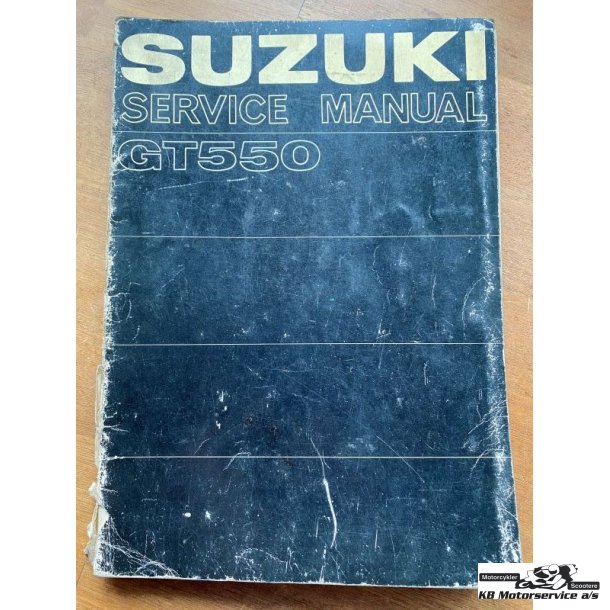 SUZUKI
SERVICE MANUAL
GT550
Motorcykler Scootere
KB Motorservice a/s